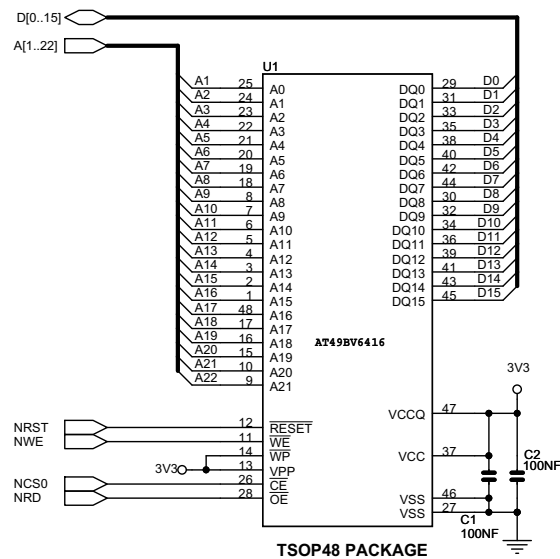 D[0..15]
A[1..22]
U1
A1 25 A0 DQ0 29 D0
A2 24 A1 DQ1 31 D1
A3 23 A2 DQ2 33 D2
A4 22 A3 DQ3 35 D3
A5 21 A4 DQ4 38 D4
A6 20 A5 DQ5 40 D5
A7 19 A6 DQ6 42 D6
A8 18 A7 DQ7 44 D7
A9 8 A8 DQ8 30 D8
A10 7 A9 DQ9 32 D9
A11 6 A10 DQ10 34 D10
A12 5 A11 DQ11 36 D11
A13 4 A12 DQ12 39 D12
A14 3 A13 DQ13 41 D13
A15 2 A14 DQ14 43 D14
A16 1 A15 DQ15 45 D15
A17 48 A16
A18 17 A17
A19 16 A18
A20 15 A19
A21 10 A20
A22 9 A21
AT49BV6416
3V3
VCCQ 47
NRST 12 RESET
NWE 11 WE
14 WP
3V3 13 VPP
NCS0 26 CE
NRD 28 OE
VCC 37
C2
100NF
VSS 46
VSS 27
C1
100NF
TSOP48 PACKAGE